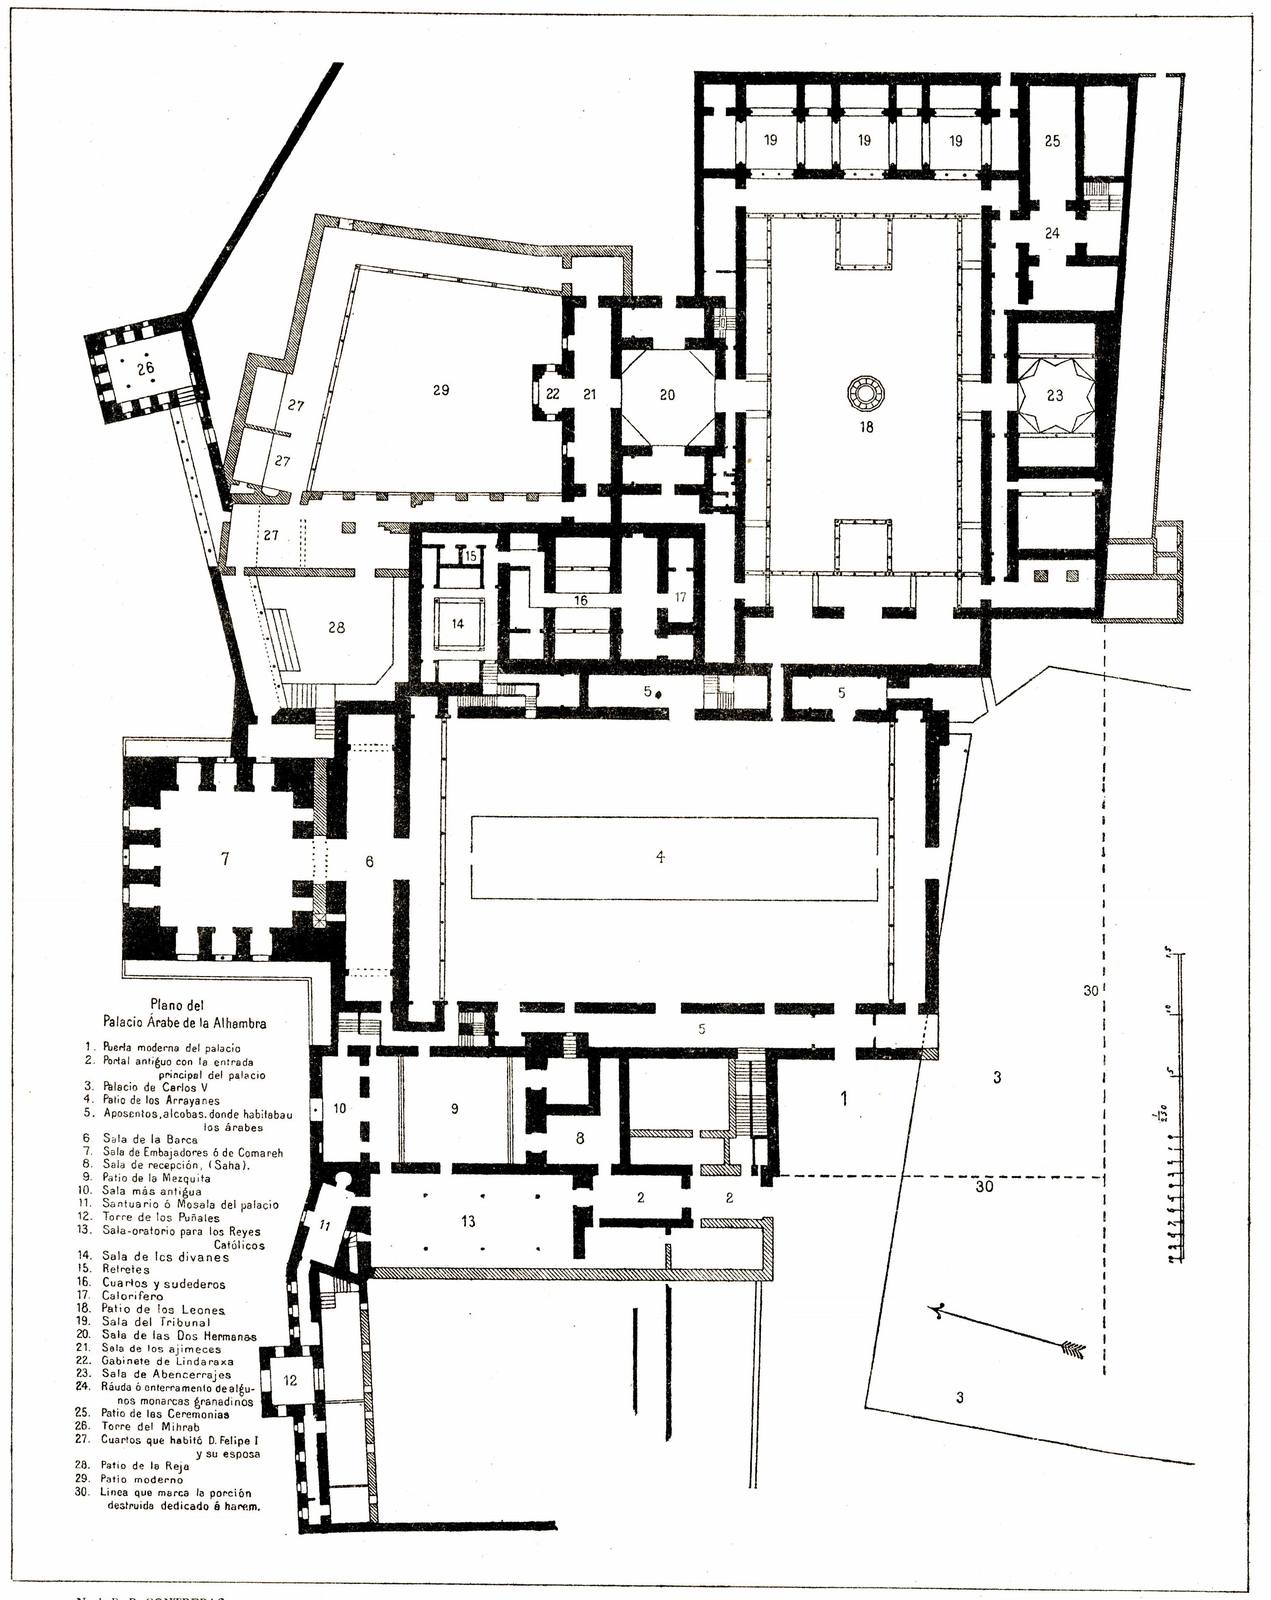 19
19
19
25
24
26
27
29
22
21
20
18
23
27
27
15
16
17
14
28
5
5
7
6
4
30
5
3
10
9
8
1
30
11
13
2
2
12
3
15
10
5
1/250
Plano del
Palacio Árabe de la Alhambra
1. Puerta moderna del palacio
2. Portal antiguo con la entrada
principal del palacio
3. Palacio de Carlos V
4. Patio de los Arrayanes
5. Aposentos, alcobas, donde habitabau
los árabes
6 Sala de la Barca
7. Sala de Embajadores ó de Comareh
8. Sala de recepción, (Saha).
9. Patio de la Mezquita
10. Sala más antigua
11. Santuario ó Mosala del palacio
12. Torre de los Puñales
13. Sala-oratorio para los Reyes
Católicos
14. Sala de los divanes
15. Retretes
16. Cuartos y sudederos
17. Calorifero
18. Patio de los Leones
19. Sala del Tribunal
20. Sala de las Dos Hermanas
21. Sala de los ajimeces
22. Gabinete de Lindaraxa
23. Sala de Abencerrajes
24. Ráuda ó enterramento de algu-
nos monarcas granadinos
25. Patio de las Ceremonias
26. Torre del Mihrab
27. Cuartos que habitó D. Felipe I
y su esposa
28. Patio de la Reja
29. Patio moderno
30. Linea que marca la porción
destruida dedicado á harem.